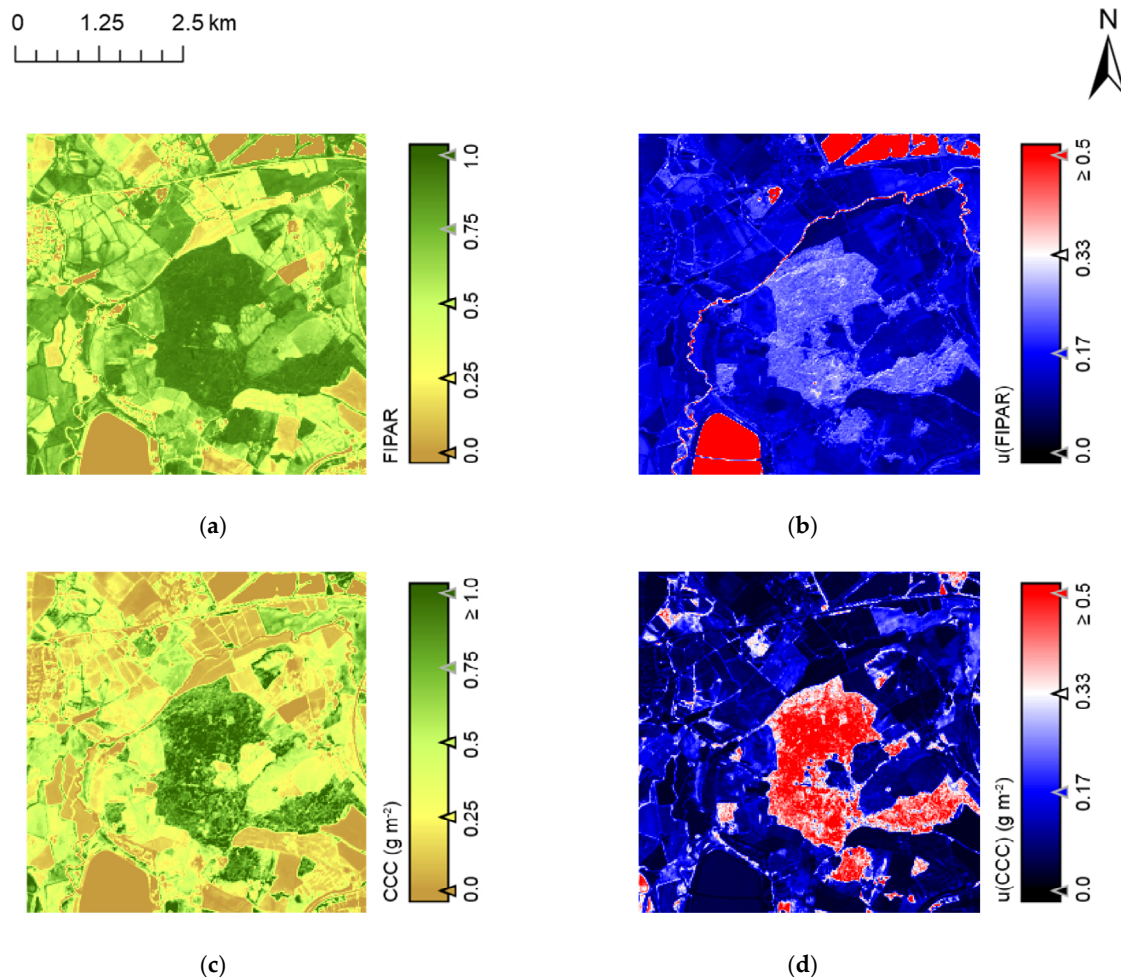 0 1.25 2.5 km
N
FIPAR
0.0 0.25 0.5 0.75 1.0
u(FIPAR)
0.0 0.17 0.33 ≥ 0.5
(a)
(b)
CCC (g m⁻²)
0.0 0.25 0.5 0.75 ≥ 1.0
u(CCC) (g m⁻²)
0.0 0.17 0.33 ≥ 0.5
(c)
(d)